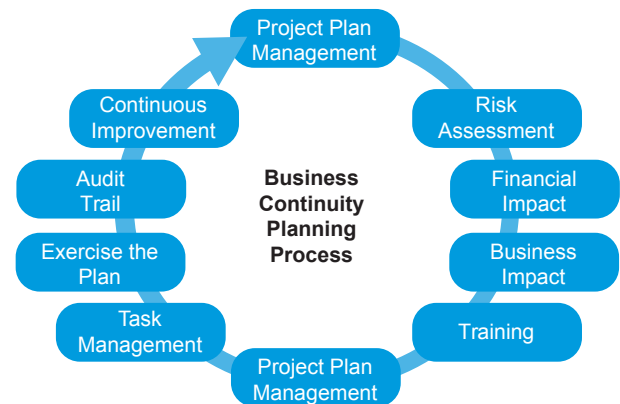 Project Plan
Management
Risk
Assessment
Financial
Impact
Business
Impact
Training
Project Plan
Management
Task
Management
Exercise the
Plan
Audit
Trail
Continuous
Improvement
Business
Continuity
Planning
Process